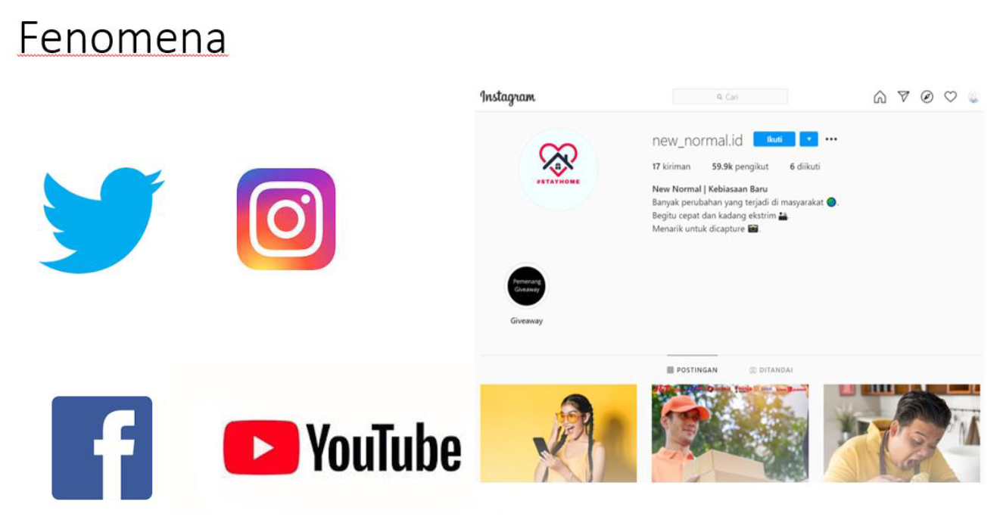 Fenomena
Instagram
Cari
new_normal.id Ikuti
17 kiriman 59.9k pengikut 6 diikuti
#STAYHOME
New Normal | Kebiasaan Baru
Banyak perubahan yang terjadi di masyarakat 🌏.
Begitu cepat dan kadang ekstrim 🏜.
Menarik untuk dicapture 📷.
Pemenang
Giveaway
Giveaway
POSTINGAN DITANDAI
YouTube